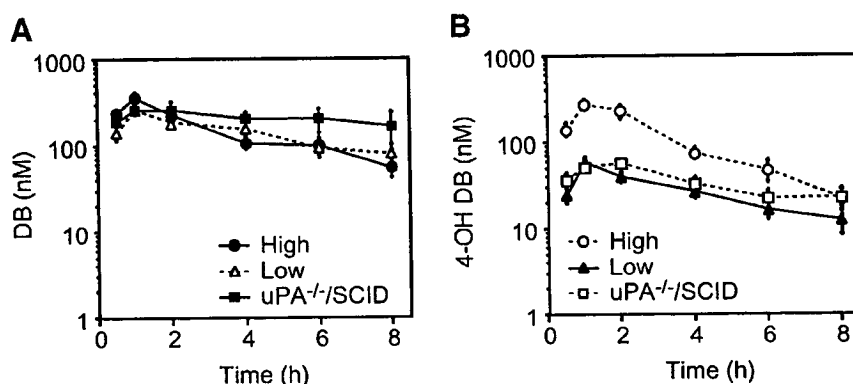 A
1000
100
10
1
DB (nM)
High
Low
uPA-/-/SCID
0 2 4 6 8
Time (h)
B
1000
100
10
1
4-OH DB (nM)
High
Low
uPA-/-/SCID
0 2 4 6 8
Time (h)